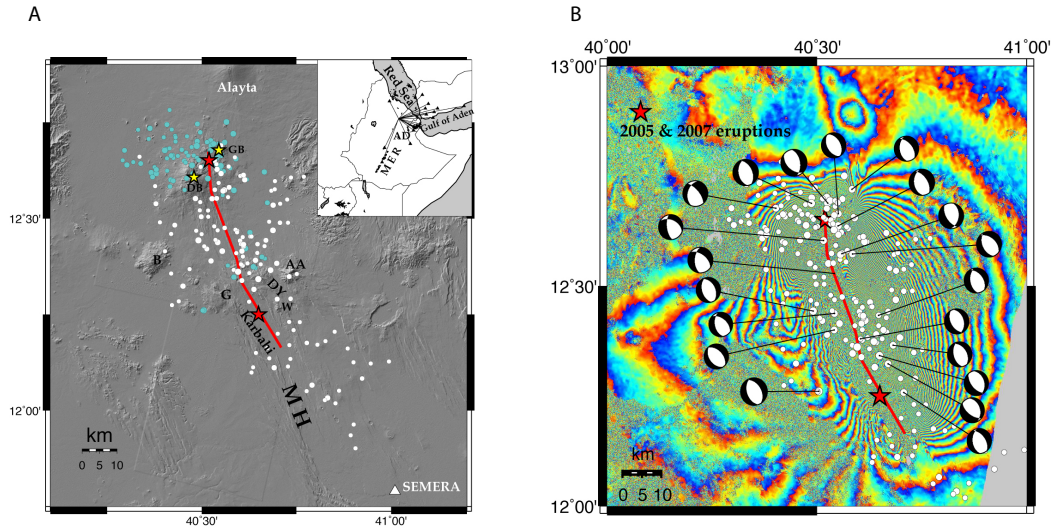 A
Alayta
Red Sea
Gulf of Aden
AD
MER
GB
DB
12˚30'
B
AA
DY
G
W
Karbahi
12˚00'
MH
km
0 5 10
SEMERA
40˚30'
41˚00'
B
40˚00'
40˚30'
41˚00'
13˚00'
2005 & 2007 eruptions
12˚30'
km
0 5 10
12˚00'